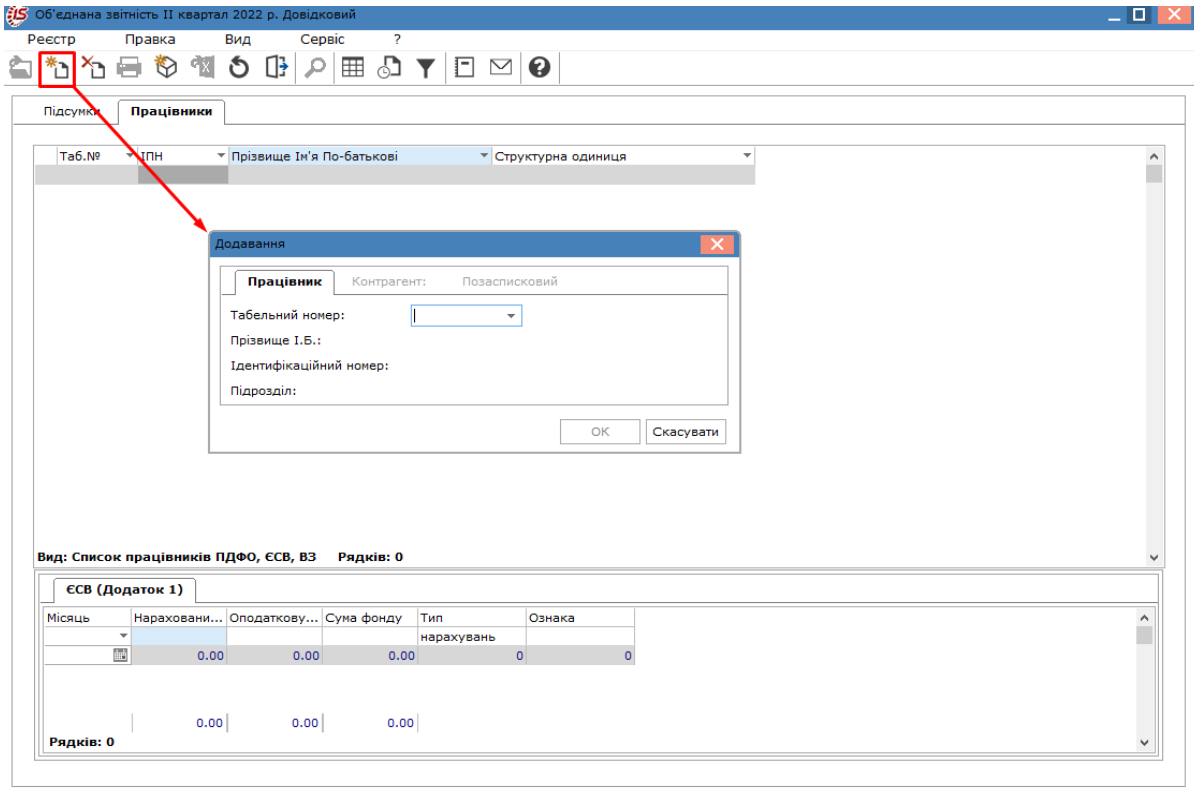 Об'єднана звітність II квартал 2022 р. Довідковий
Реєстр Правка Вид Сервіс ?
Підсумки Працівники
Таб.№ ІПН Прізвище Ім'я По-батькові Структурна одиниця
Додавання
Працівник Контрагент: Позасписковий
Табельний номер:
Прізвище І.Б.:
Ідентифікаційний номер:
Підрозділ:
OK Скасувати
Вид: Список працівників ПДФО, ЄСВ, ВЗ Рядків: 0
ЄСВ (Додаток 1)
Місяць Нараховани... Оподаткову... Сума фонду Тип Ознака
нарахувань
0.00 0.00 0.00 0 0
0.00 0.00 0.00
Рядків: 0